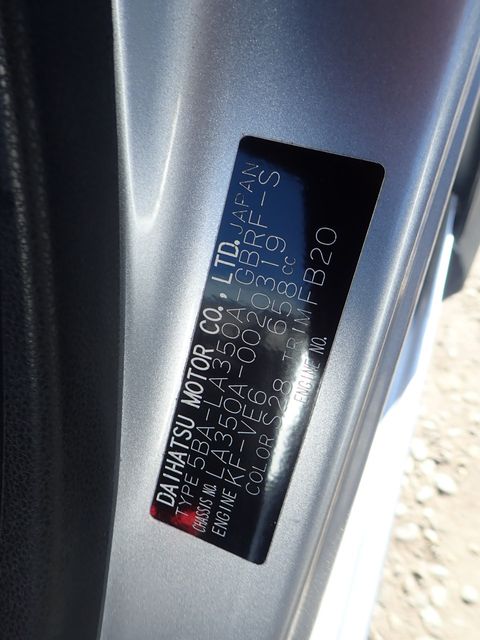 DAIHATSU MOTOR CO., LTD. JAPAN
TYPE 5BA-LA350A-GBRF-S
CHASSIS NO. LA350A-0020319
ENGINE KF-VE6 658cc
COLOR S28 TRIM FB20
ENGINE NO.